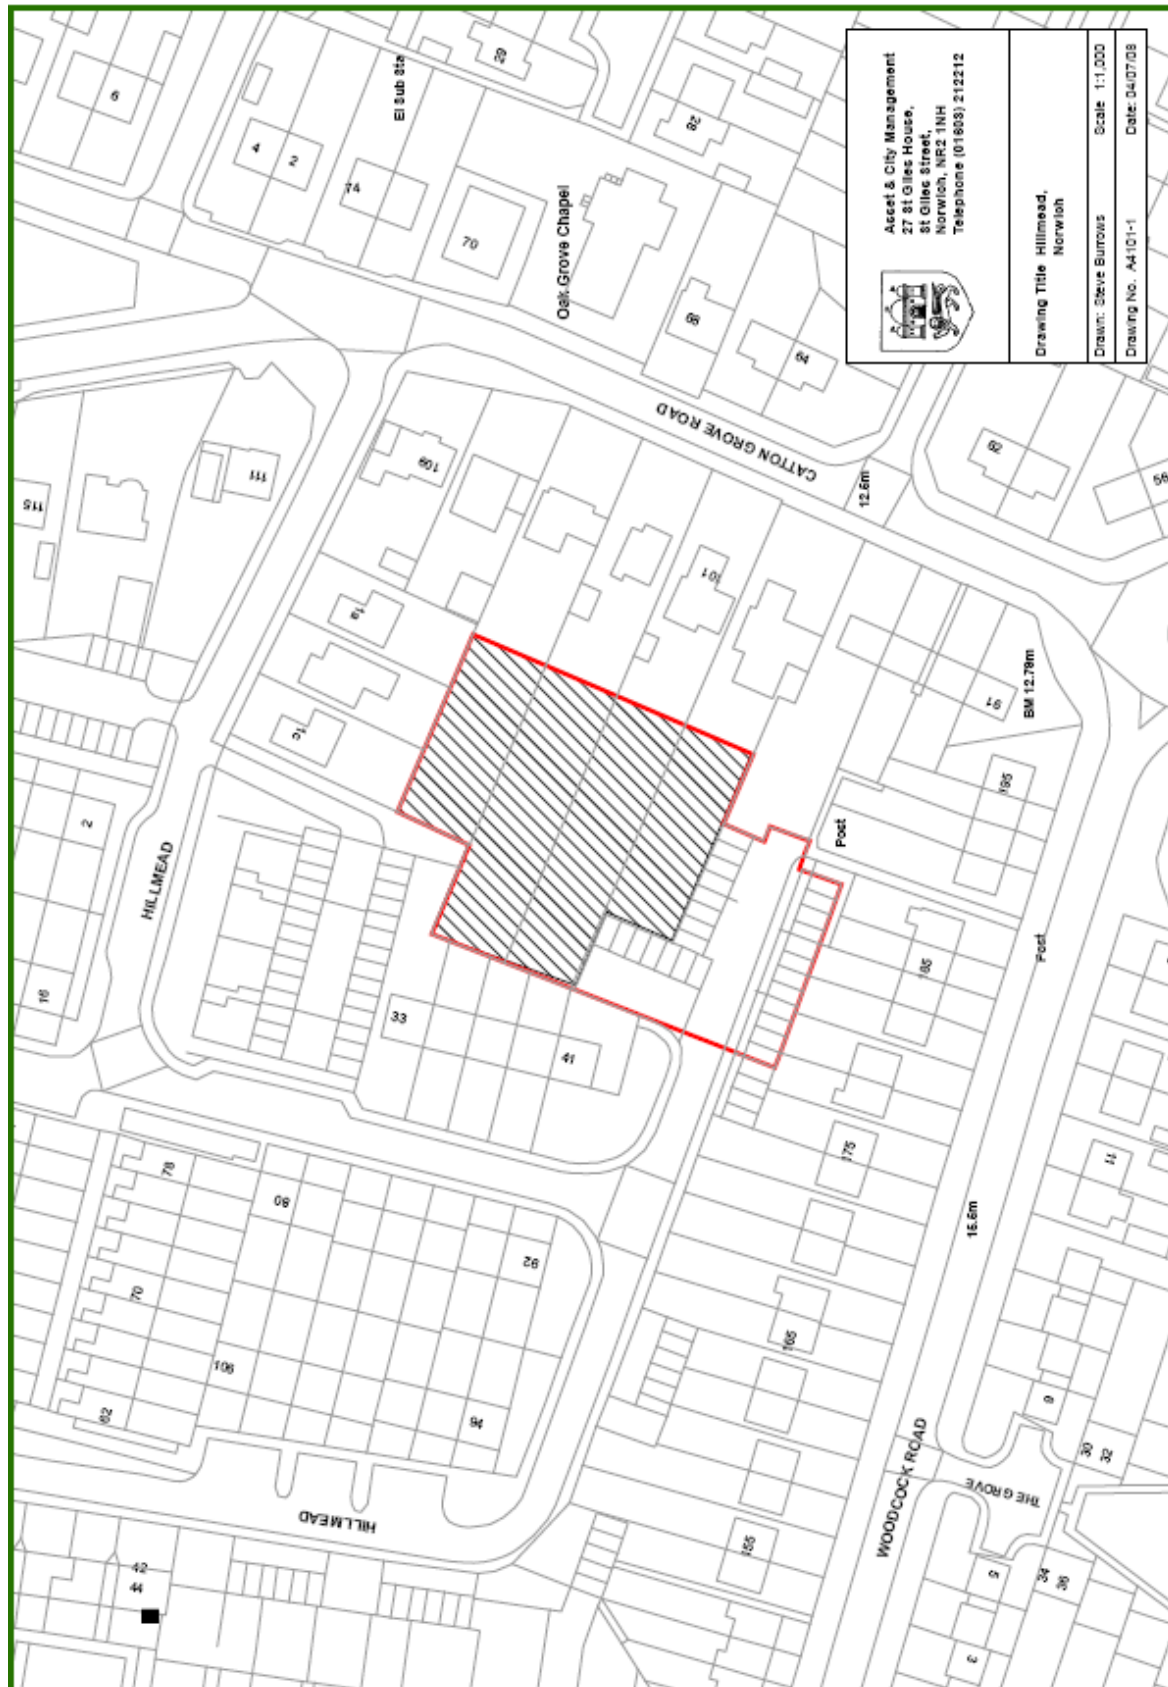 Asset & City Management
27 St Giles House,
St Giles Street,
Norwich, NR2 1NH
Telephone (01603) 212212
Drawing Title Hillmead,
Norwich
Drawn: Steve Burrows
Scale 1:1,000
Drawing No. A4101-1
Date: 04/07/08
6
4
2
El Sub Sta
29
28
74
70
Oak Grove Chapel
68
64
CATTON GROVE ROAD
12.6m
115
111
109
101
1a
1c
91
BM 12.79m
195
Post
Post
185
175
165
155
HILLMEAD
2
16
33
41
78
80
70
92
106
62
94
HILLMEAD
42
44
WOODCOCK ROAD
15.6m
11
9
THE GROVE
30
32
5
34
36
3